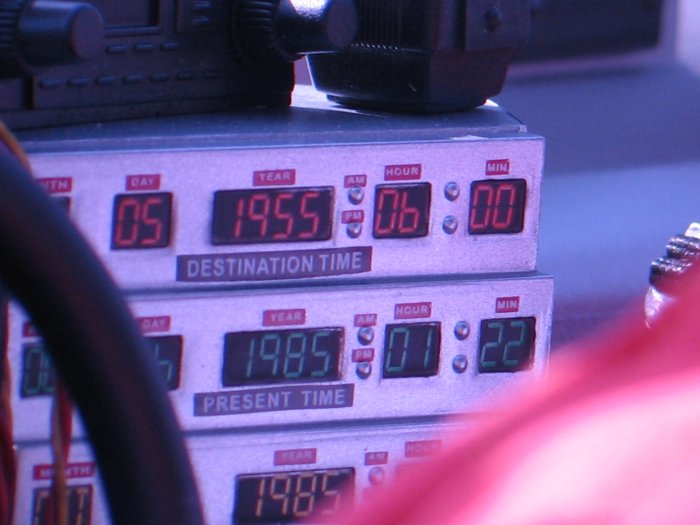 DAY YEAR AM HOUR MIN
05 1955 PM 06 00
DESTINATION TIME
DAY YEAR AM HOUR MIN
1985 PM 01 22
PRESENT TIME
MONTH YEAR AM HOUR
1985